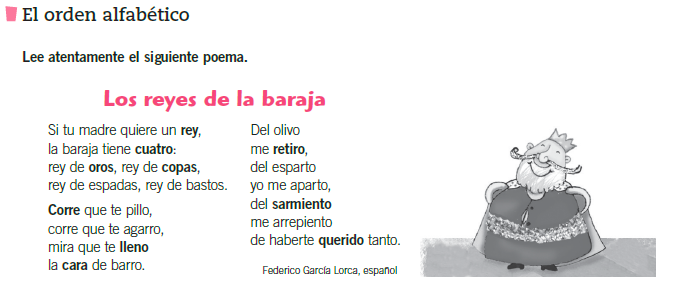 El orden alfabético
Lee atentamente el siguiente poema.
Los reyes de la baraja
Si tu madre quiere un rey,
la baraja tiene cuatro:
rey de oros, rey de copas,
rey de espadas, rey de bastos.
Corre que te pillo,
corre que te agarro,
mira que te lleno
la cara de barro.
Del olivo
me retiro,
del esparto
yo me aparto,
del sarmiento
me arrepiento
de haberte querido tanto.
Federico García Lorca, español